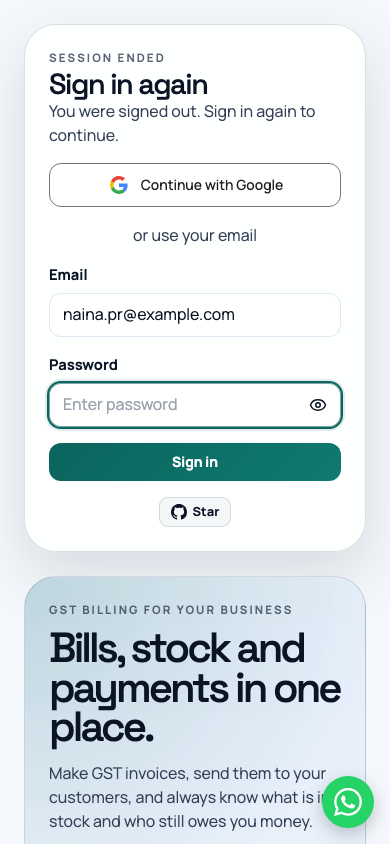 SESSION ENDED
Sign in again
You were signed out. Sign in again to
continue.
Continue with Google
or use your email
Email
naina.pr@example.com
Password
Enter password
Sign in
Star
GST BILLING FOR YOUR BUSINESS
Bills, stock and
payments in one
place.
Make GST invoices, send them to your
customers, and always know what is
stock and who still owes you money.